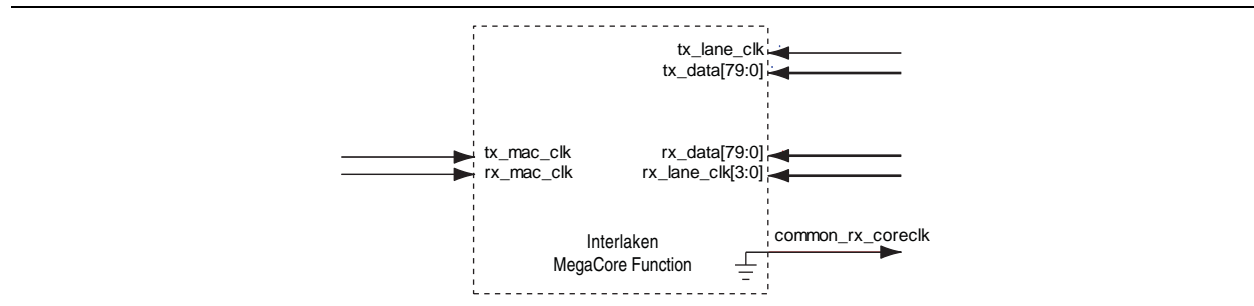 tx_lane_clk
tx_data[79:0]
tx_mac_clk
rx_data[79:0]
rx_mac_clk
rx_lane_clk[3:0]
common_rx_coreclk
Interlaken
MegaCore Function